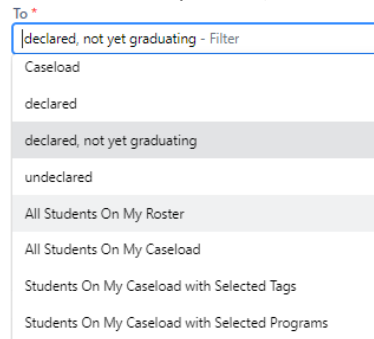 To *
declared, not yet graduating - Filter
Caseload
declared
declared, not yet graduating
undeclared
All Students On My Roster
All Students On My Caseload
Students On My Caseload with Selected Tags
Students On My Caseload with Selected Programs